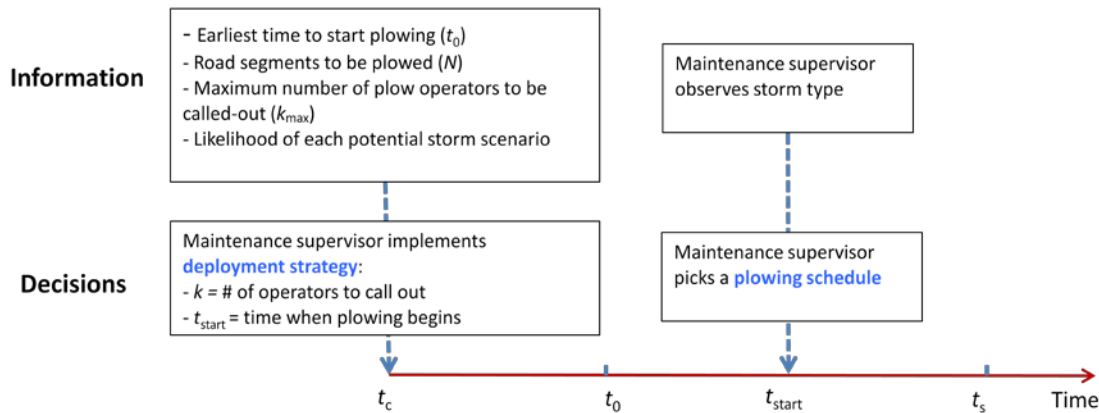 Information
- Earliest time to start plowing (t0)
- Road segments to be plowed (N)
- Maximum number of plow operators to be
called-out (kmax)
- Likelihood of each potential storm scenario
Maintenance supervisor
observes storm type
Decisions
Maintenance supervisor implements
deployment strategy:
- k = # of operators to call out
- tstart = time when plowing begins
Maintenance supervisor
picks a plowing schedule
tc
t0
tstart
ts
Time